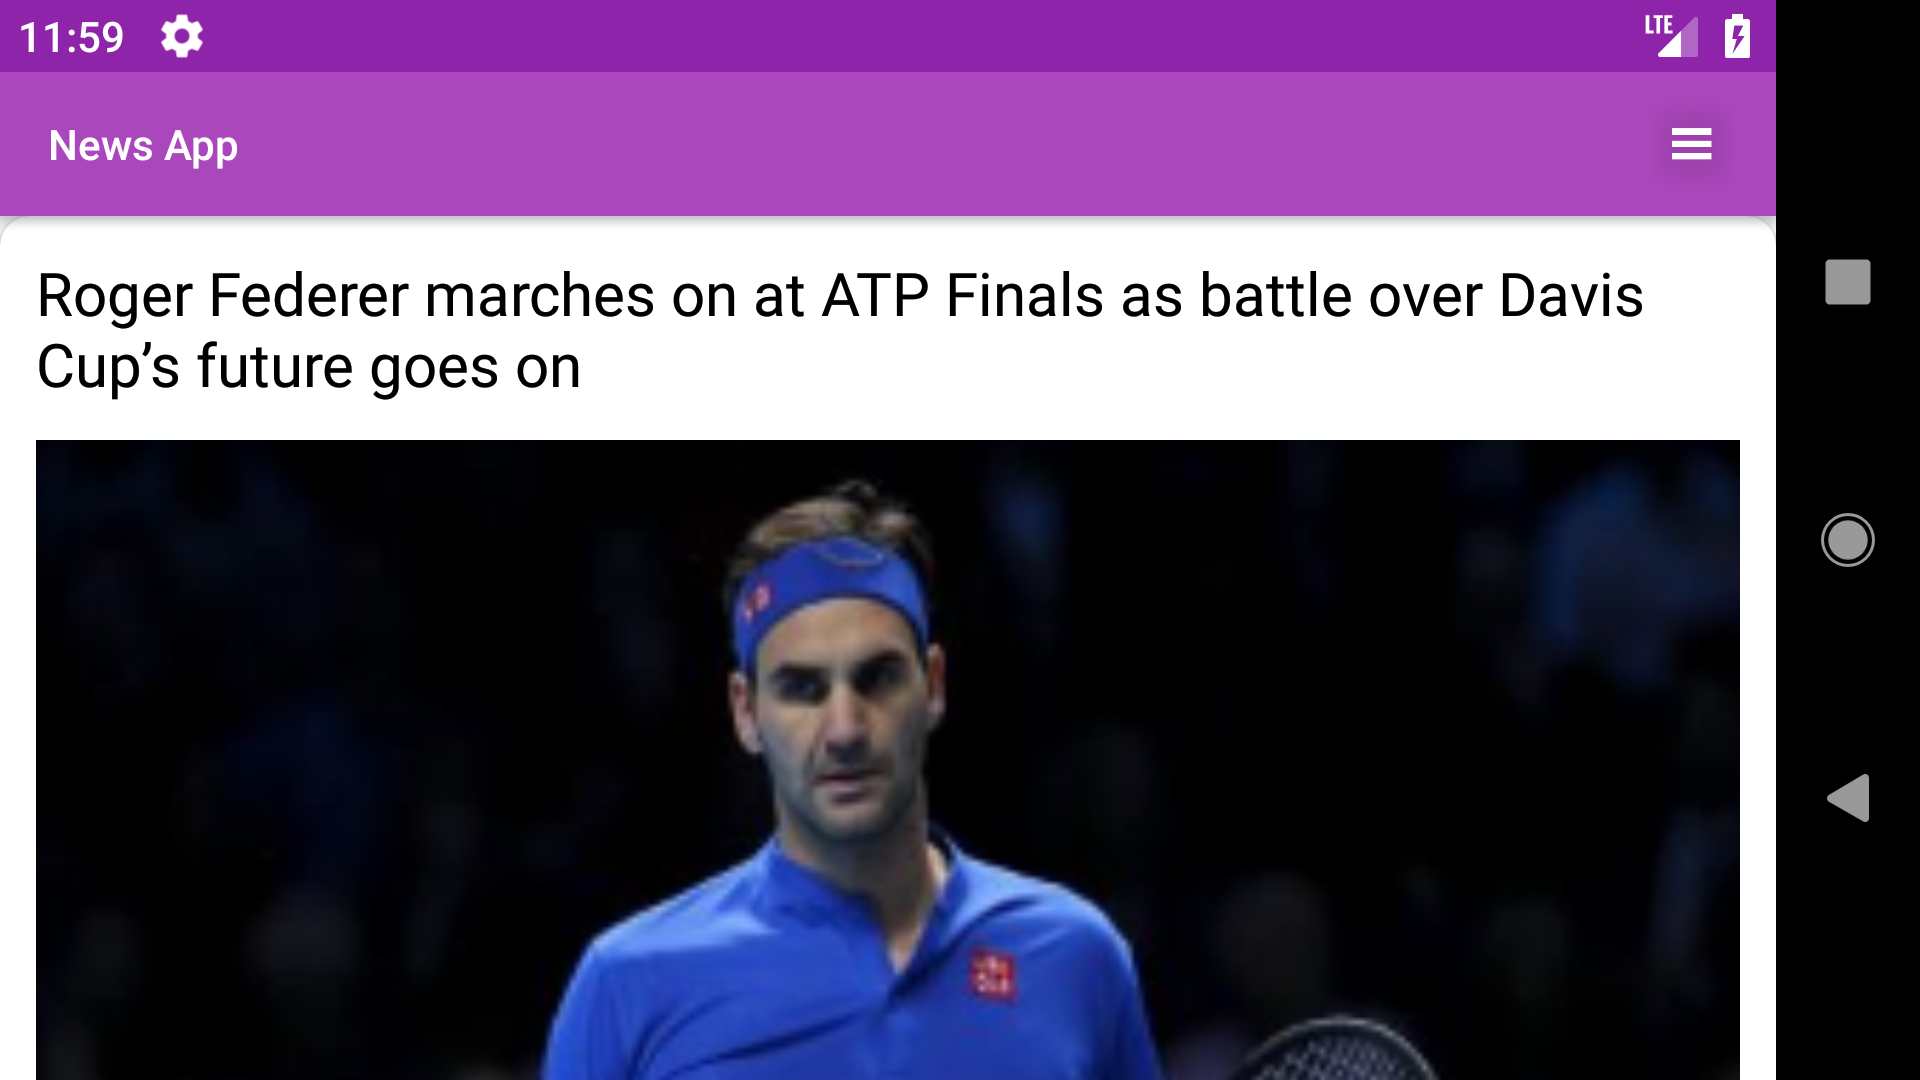 11:59
LTE
News App
Roger Federer marches on at ATP Finals as battle over Davis
Cup’s future goes on